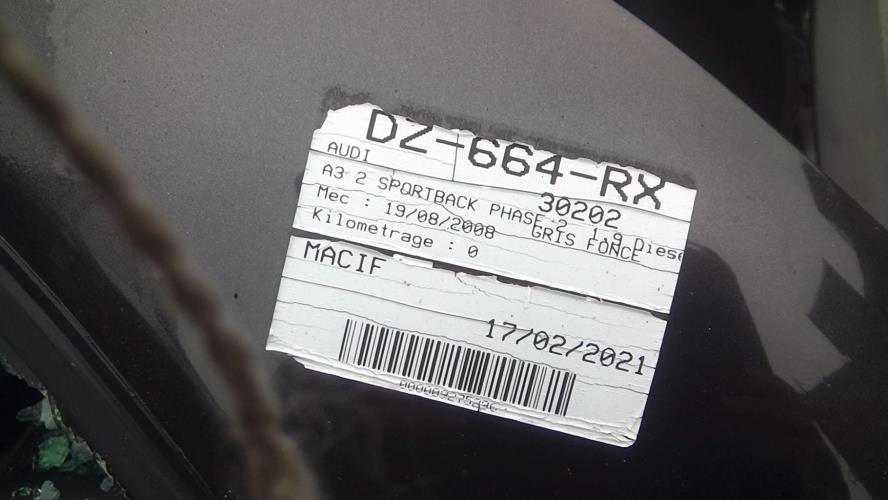 DZ-664-RX
AUDI
30202
A3 2 SPORTBACK PHASE 2 1.9 Diese
Mec : 19/08/2008 GRIS FONCE
Kilometrage : 0
MACIF
17/02/2021